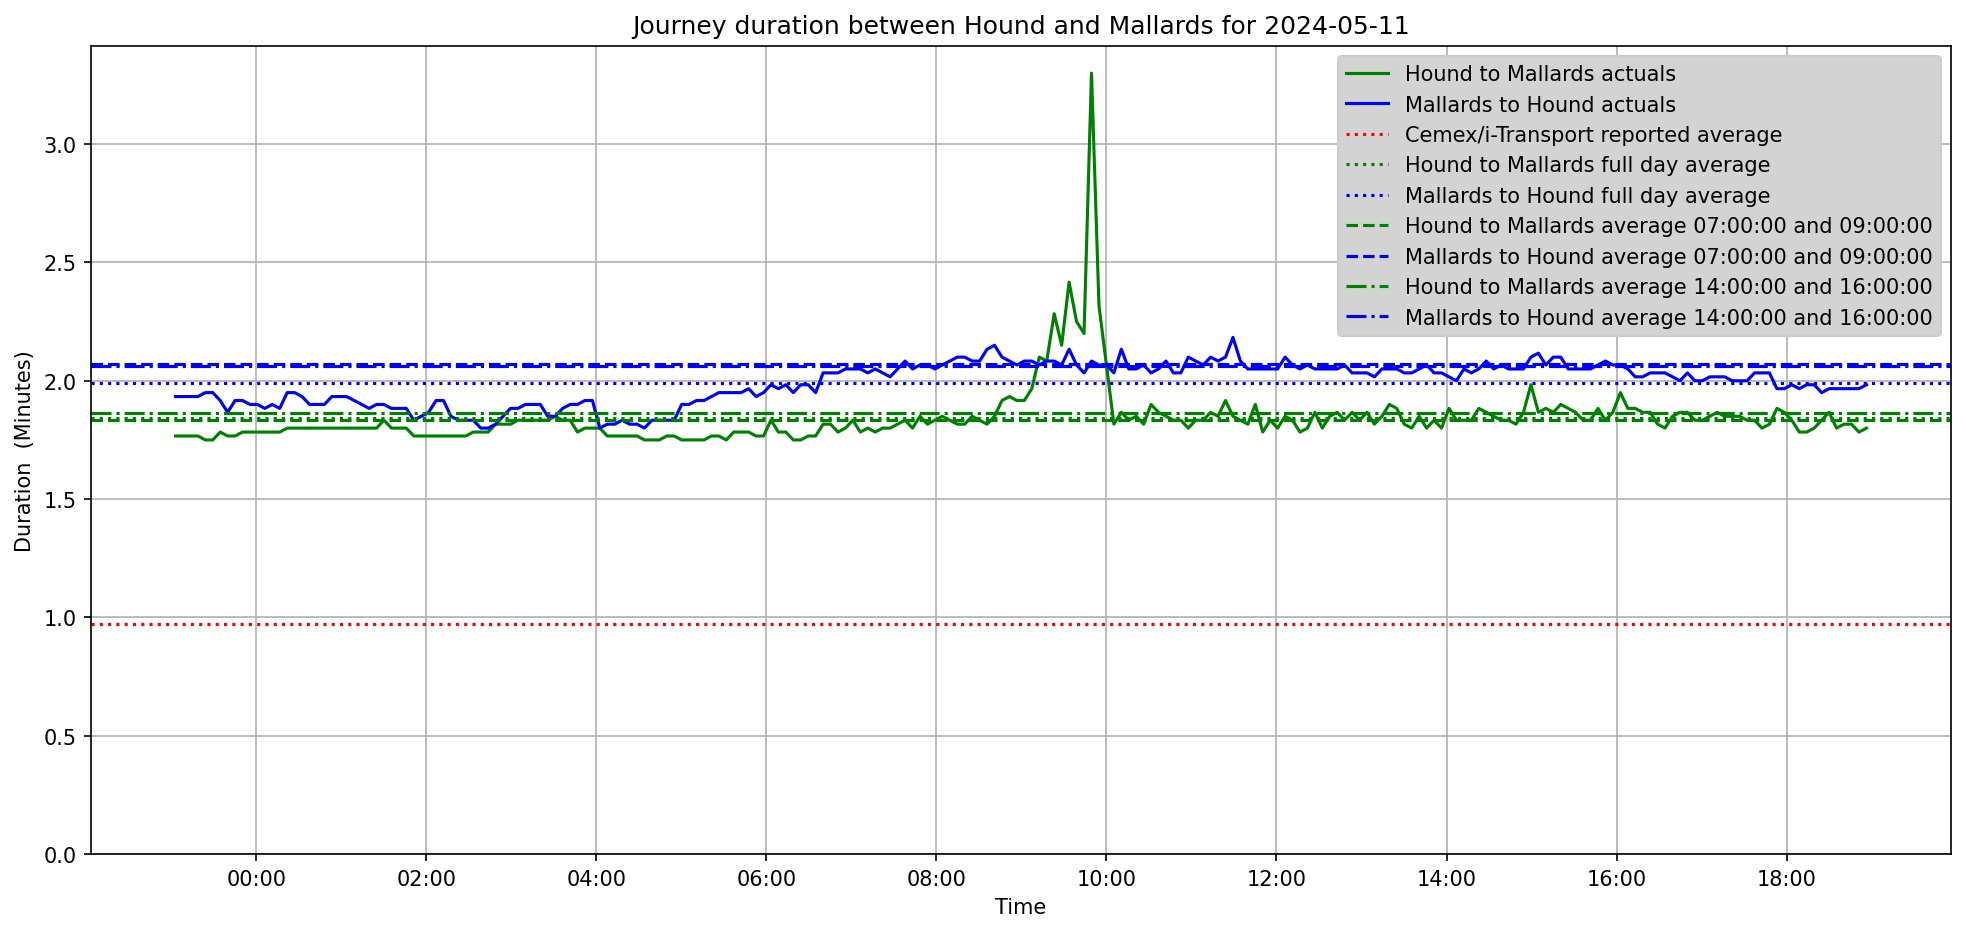 Journey duration between Hound and Mallards for 2024-05-11
Hound to Mallards actuals
Mallards to Hound actuals
Cemex/i-Transport reported average
Hound to Mallards full day average
Mallards to Hound full day average
Hound to Mallards average 07:00:00 and 09:00:00
Mallards to Hound average 07:00:00 and 09:00:00
Hound to Mallards average 14:00:00 and 16:00:00
Mallards to Hound average 14:00:00 and 16:00:00
Duration (Minutes)
3.0
2.5
2.0
1.5
1.0
0.5
0.0
00:00 02:00 04:00 06:00 08:00 10:00 12:00 14:00 16:00 18:00
Time